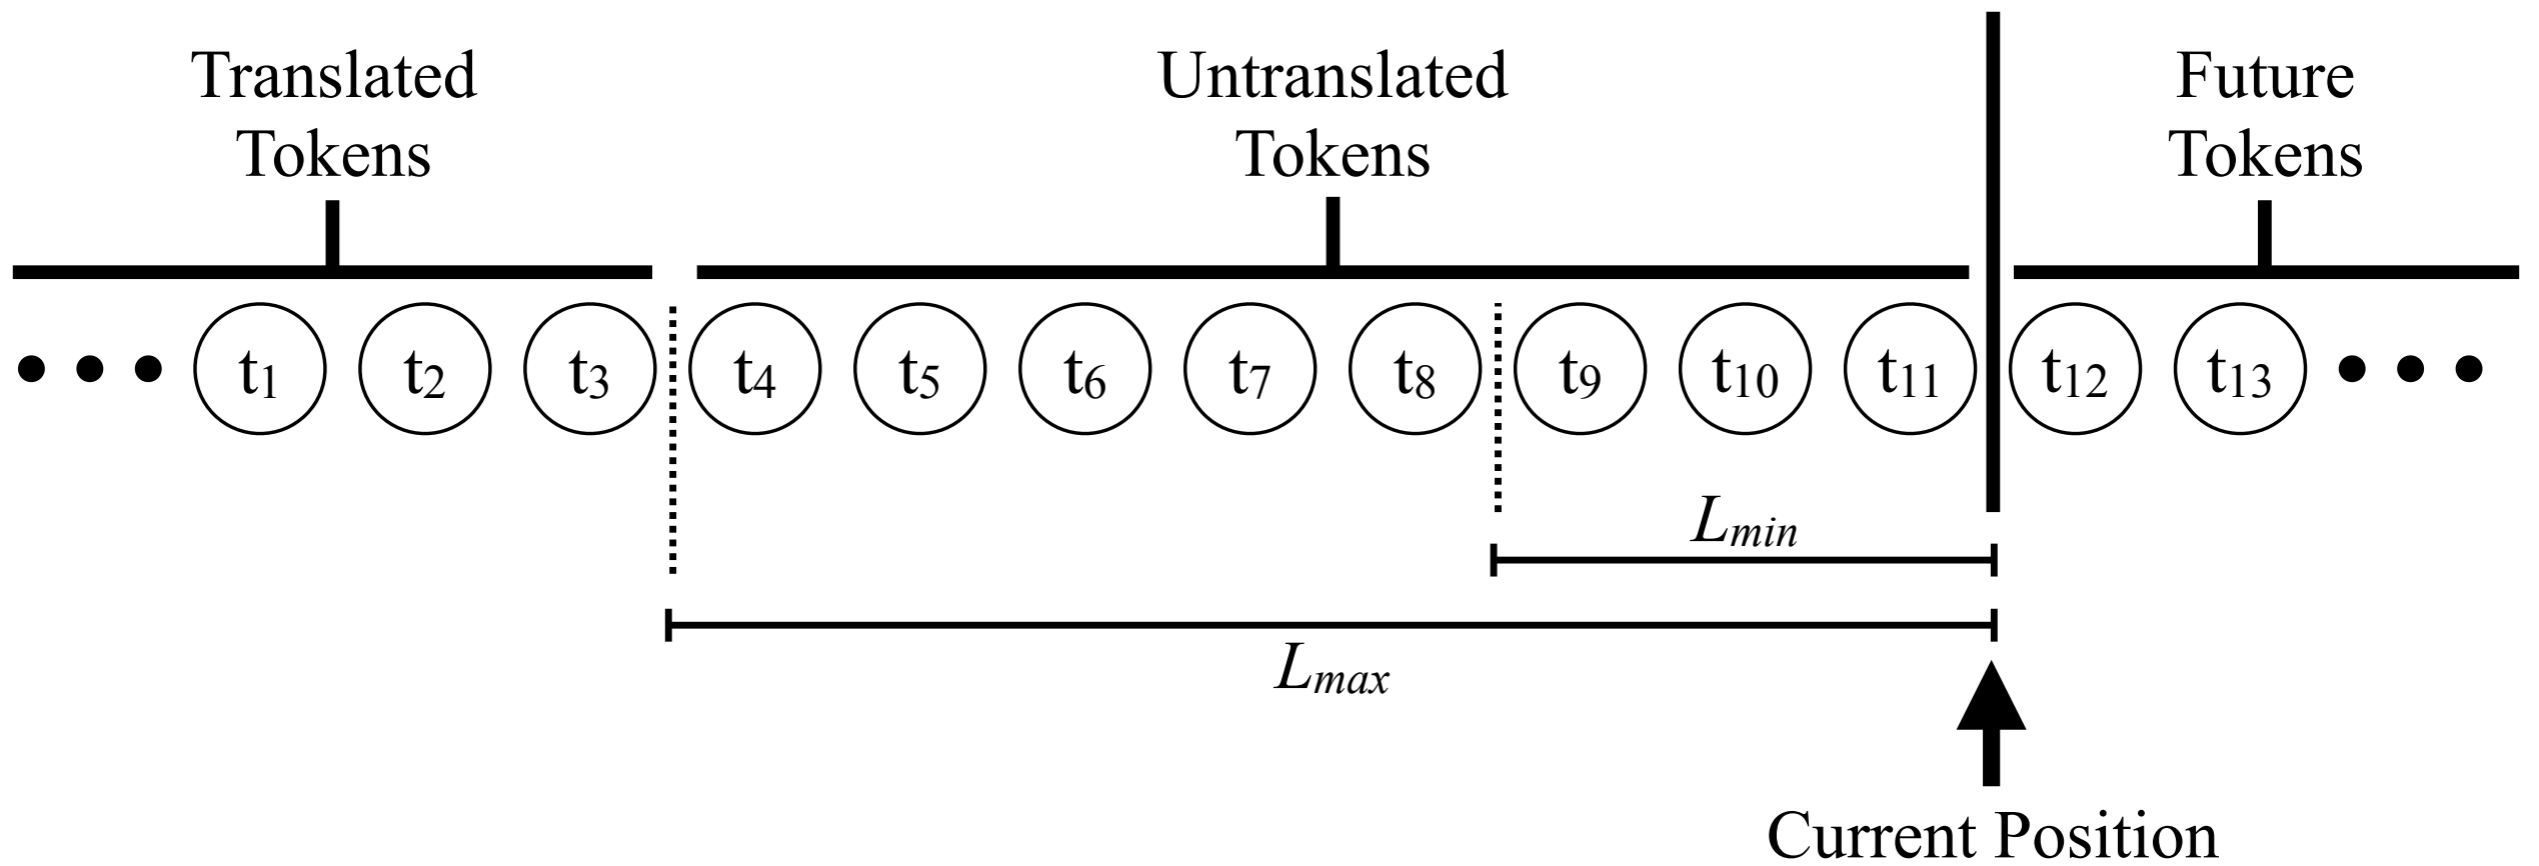 Translated
Tokens
Untranslated
Tokens
Future
Tokens
t1 t2 t3 t4 t5 t6 t7 t8 t9 t10 t11 t12 t13
Lmin
Lmax
Current Position